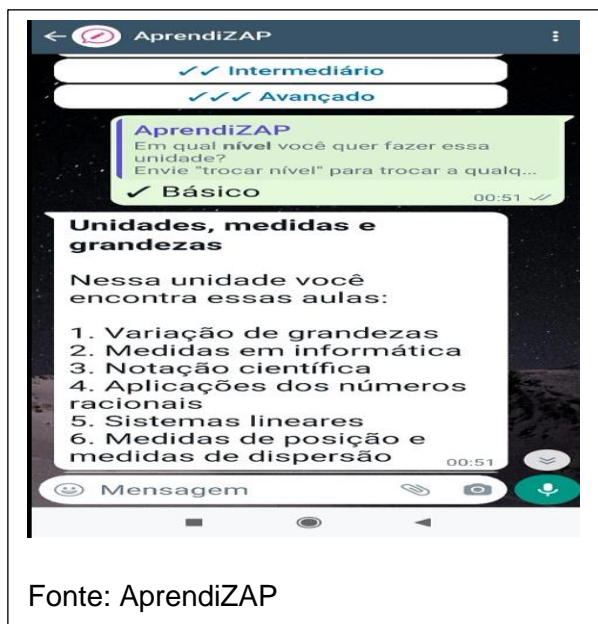 AprendiZAP
✓✓ Intermediário
✓✓✓ Avançado
AprendiZAP
Em qual nível você quer fazer essa
unidade?
Envie "trocar nível" para trocar a qualq...
✓ Básico
00:51
Unidades, medidas e
grandezas
Nessa unidade você
encontra essas aulas:
1. Variação de grandezas
2. Medidas em informática
3. Notação científica
4. Aplicações dos números
racionais
5. Sistemas lineares
6. Medidas de posição e
medidas de dispersão
00:51
Mensagem
Fonte: AprendiZAP